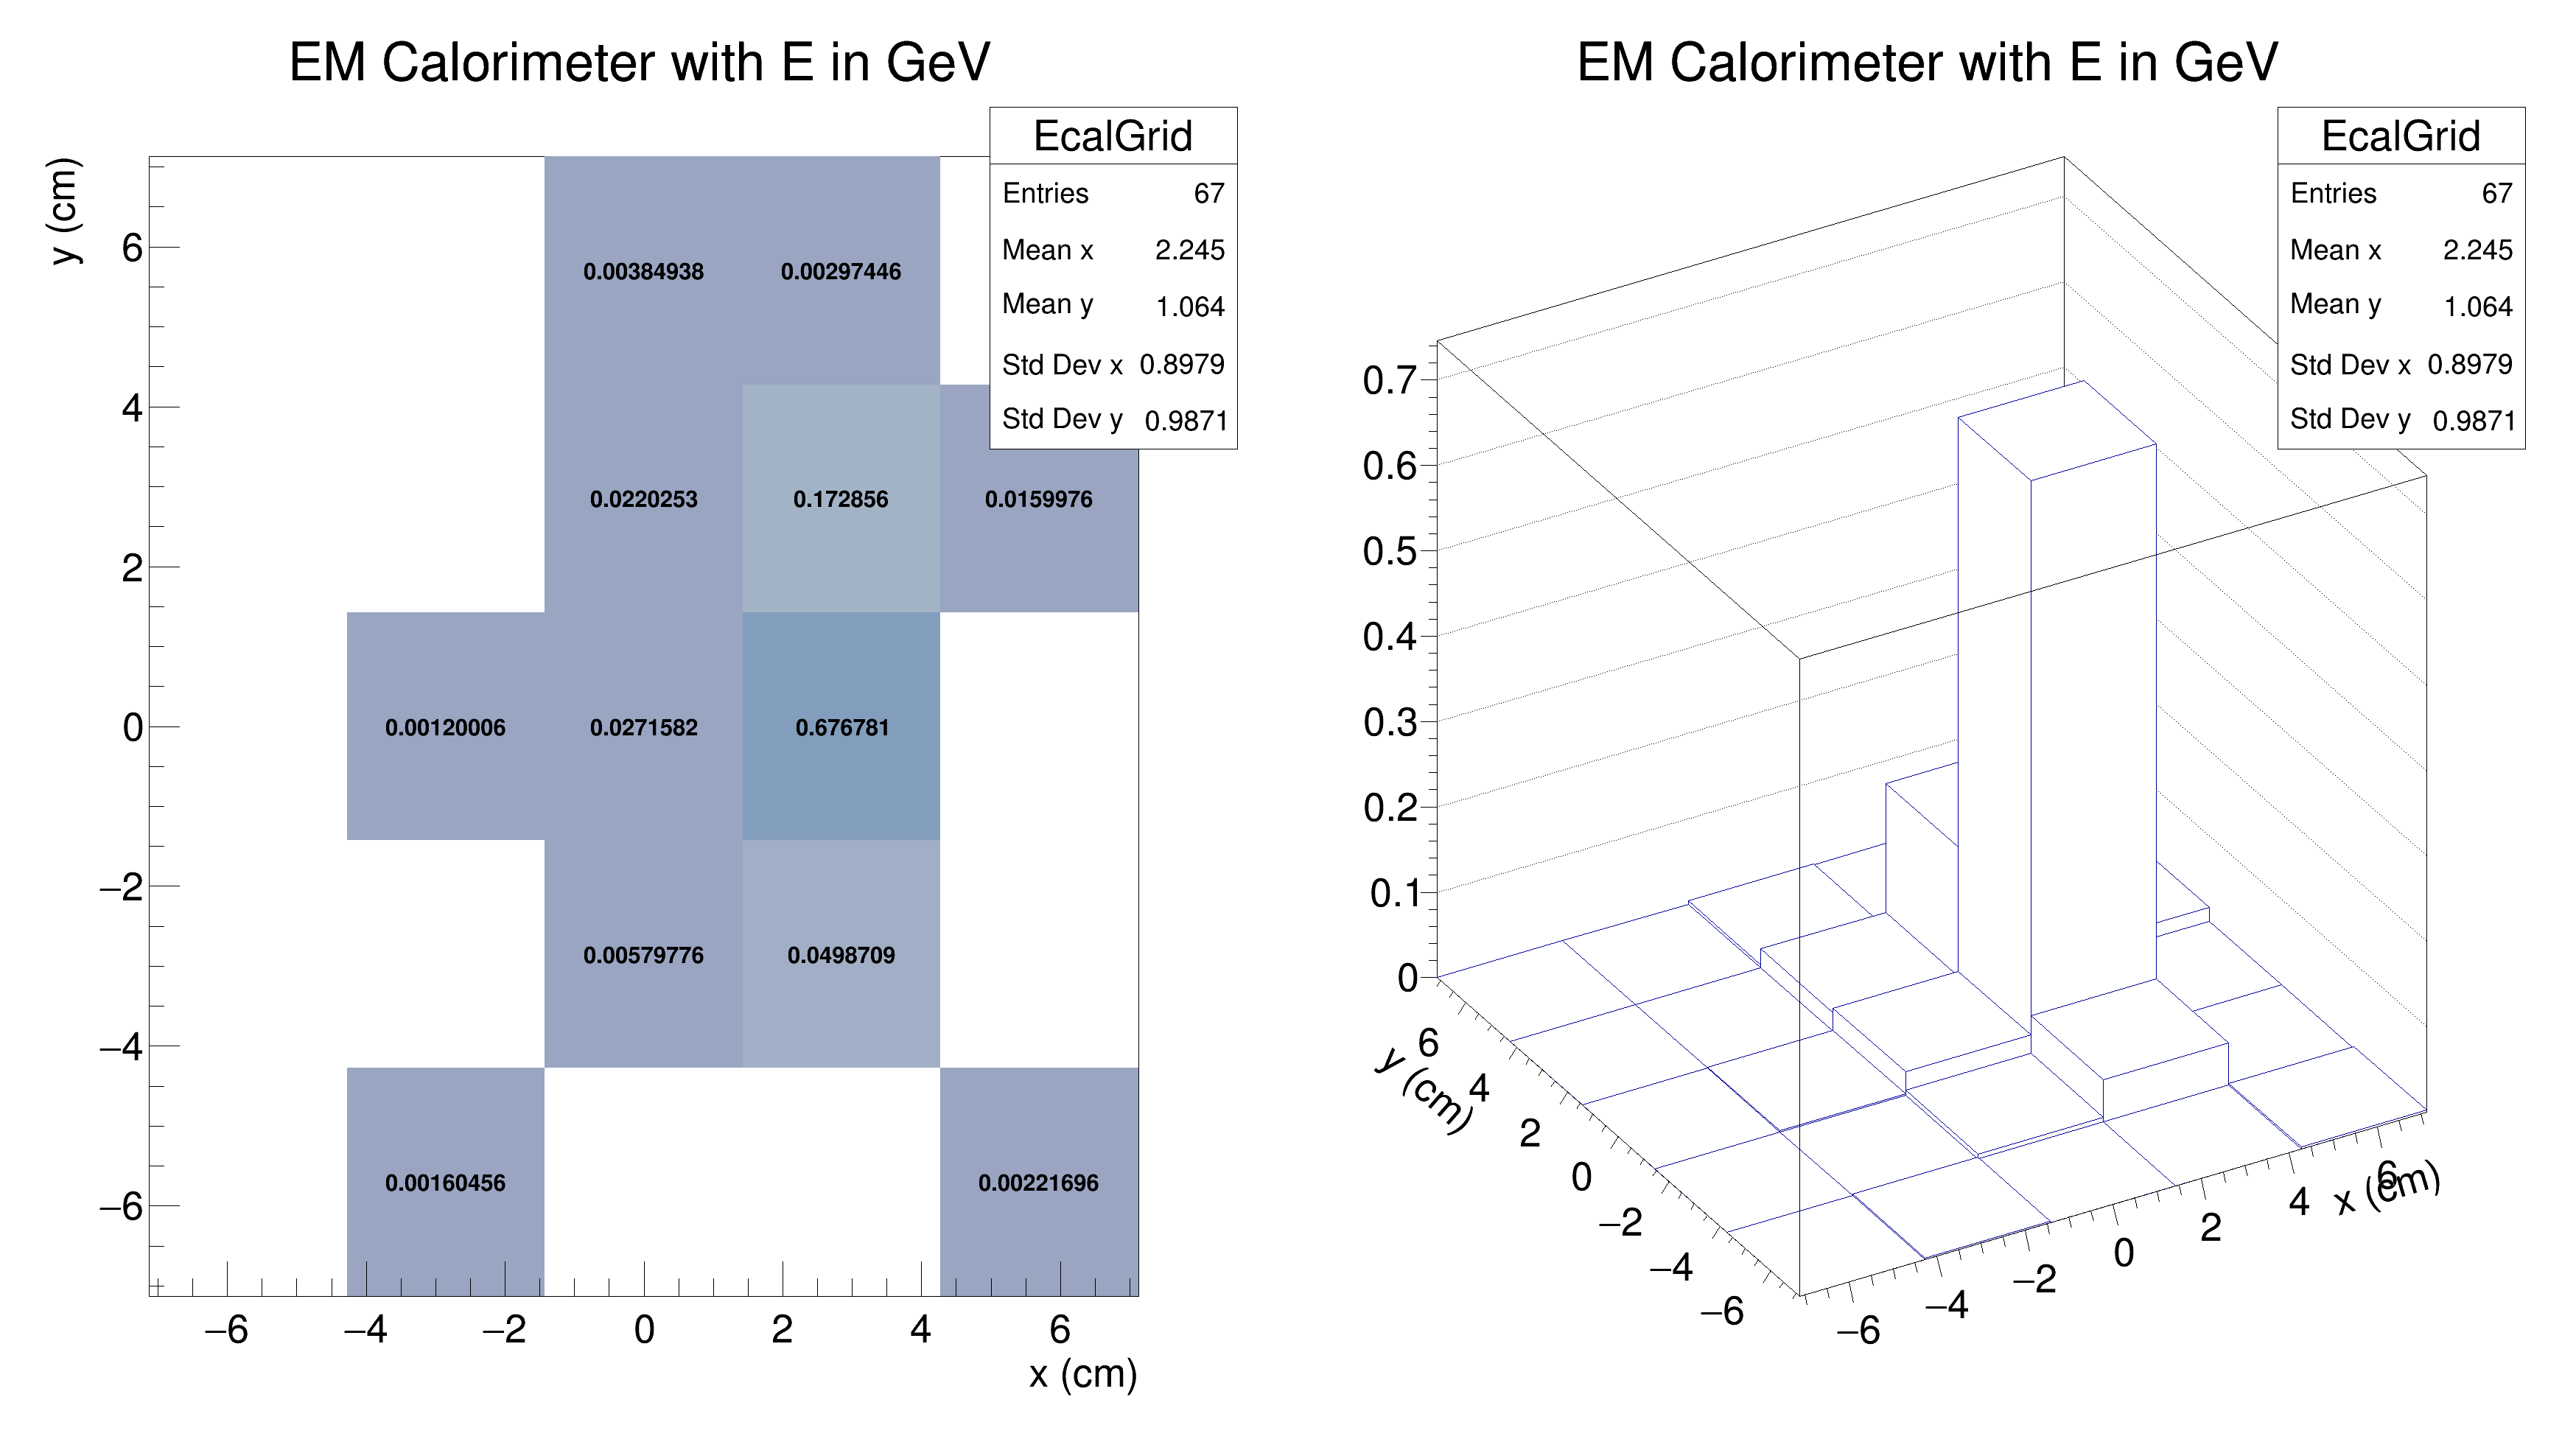 EM Calorimeter with E in GeV
EcalGrid
Entries 67
Mean x 2.245
Mean y 1.064
Std Dev x 0.8979
Std Dev y 0.9871
y (cm)
6
4
2
0
−2
−4
−6
0.00384938 0.00297446
0.0220253 0.172856 0.0159976
0.00120006 0.0271582 0.676781
0.00579776 0.0498709
0.00160456 0.00221696
−6 −4 −2 0 2 4 6
x (cm)
EM Calorimeter with E in GeV
EcalGrid
Entries 67
Mean x 2.245
Mean y 1.064
Std Dev x 0.8979
Std Dev y 0.9871
0.7
0.6
0.5
0.4
0.3
0.2
0.1
0
y (cm)
6
4
2
0
−2
−4
−6
−6 −4 −2 0 2 4 6
x (cm)